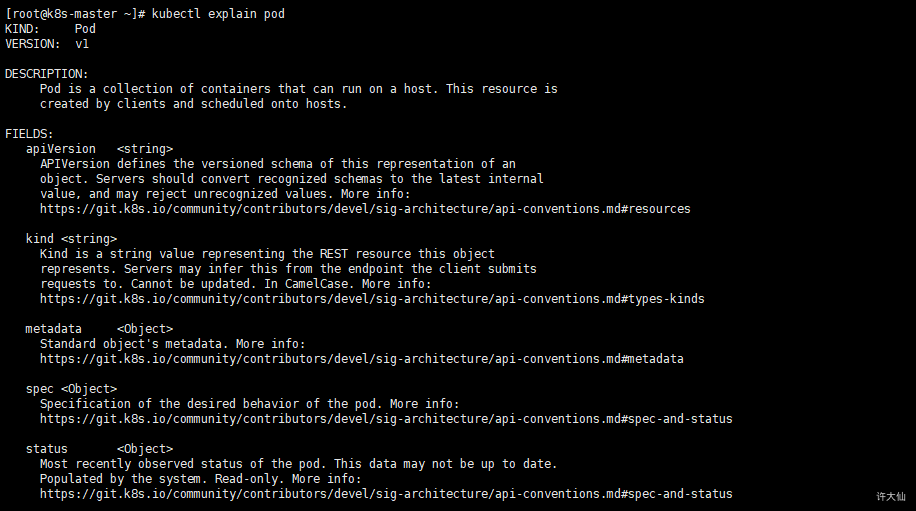 [root@k8s-master ~]# kubectl explain pod
KIND:     Pod
VERSION:  v1
DESCRIPTION:
Pod is a collection of containers that can run on a host. This resource is
created by clients and scheduled onto hosts.
FIELDS:
apiVersion   <string>
APIVersion defines the versioned schema of this representation of an
object. Servers should convert recognized schemas to the latest internal
value, and may reject unrecognized values. More info:
https://git.k8s.io/community/contributors/devel/sig-architecture/api-conventions.md#resources
kind <string>
Kind is a string value representing the REST resource this object
represents. Servers may infer this from the endpoint the client submits
requests to. Cannot be updated. In CamelCase. More info:
https://git.k8s.io/community/contributors/devel/sig-architecture/api-conventions.md#types-kinds
metadata     <Object>
Standard object's metadata. More info:
https://git.k8s.io/community/contributors/devel/sig-architecture/api-conventions.md#metadata
spec <Object>
Specification of the desired behavior of the pod. More info:
https://git.k8s.io/community/contributors/devel/sig-architecture/api-conventions.md#spec-and-status
status       <Object>
Most recently observed status of the pod. This data may not be up to date.
Populated by the system. Read-only. More info:
https://git.k8s.io/community/contributors/devel/sig-architecture/api-conventions.md#spec-and-status
许大仙